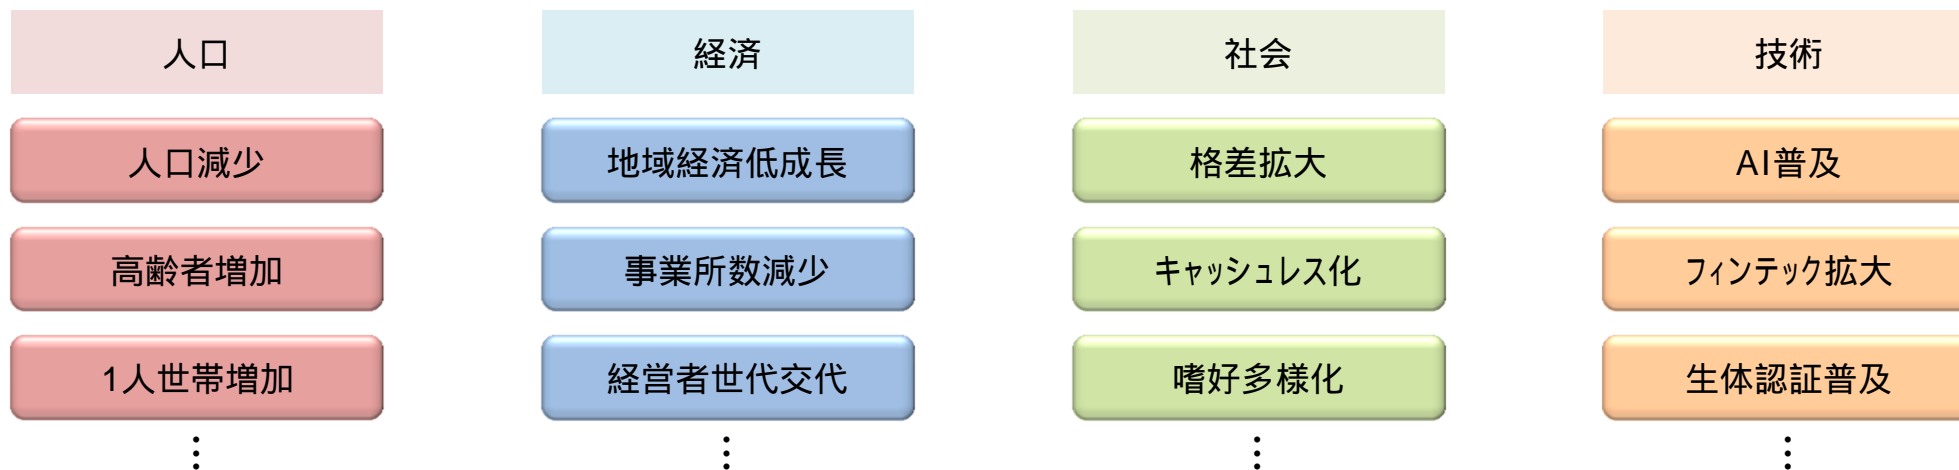 人口
人口減少
高齢者増加
1人世帯増加
⋮
経済
地域経済低成長
事業所数減少
経営者世代交代
⋮
社会
格差拡大
キャッシュレス化
嗜好多様化
⋮
技術
AI普及
フィンテック拡大
生体認証普及
⋮